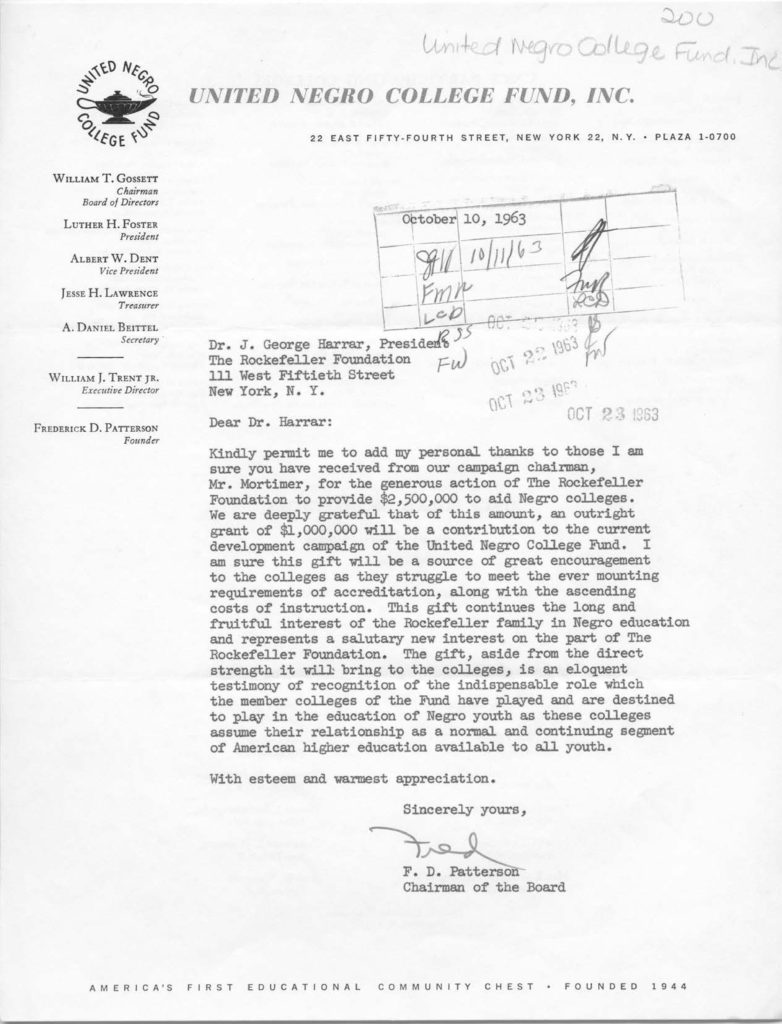 200
United Negro College Fund, Inc
UNITED NEGRO COLLEGE FUND
UNITED NEGRO COLLEGE FUND, INC.
22 EAST FIFTY-FOURTH STREET, NEW YORK 22, N.Y. • PLAZA 1-0700
WILLIAM T. GOSSETT
Chairman
Board of Directors
LUTHER H. FOSTER
President
ALBERT W. DENT
Vice President
JESSE H. LAWRENCE
Treasurer
A. DANIEL BEITTEL
Secretary
WILLIAM J. TRENT JR.
Executive Director
FREDERICK D. PATTERSON
Founder
October 10, 1963
10/11/63
FMR
FMR
LCD
LCD
RSS
FW
FW
OCT 22 1963
OCT 23 1963
OCT 23 1963
Dr. J. George Harrar, President
The Rockefeller Foundation
111 West Fiftieth Street
New York, N. Y.
Dear Dr. Harrar:
Kindly permit me to add my personal thanks to those I am
sure you have received from our campaign chairman,
Mr. Mortimer, for the generous action of The Rockefeller
Foundation to provide $2,500,000 to aid Negro colleges.
We are deeply grateful that of this amount, an outright
grant of $1,000,000 will be a contribution to the current
development campaign of the United Negro College Fund. I
am sure this gift will be a source of great encouragement
to the colleges as they struggle to meet the ever mounting
requirements of accreditation, along with the ascending
costs of instruction. This gift continues the long and
fruitful interest of the Rockefeller family in Negro education
and represents a salutary new interest on the part of The
Rockefeller Foundation. The gift, aside from the direct
strength it will bring to the colleges, is an eloquent
testimony of recognition of the indispensable role which
the member colleges of the Fund have played and are destined
to play in the education of Negro youth as these colleges
assume their relationship as a normal and continuing segment
of American higher education available to all youth.
With esteem and warmest appreciation.
Sincerely yours,
Fred
F. D. Patterson
Chairman of the Board
AMERICA'S FIRST EDUCATIONAL COMMUNITY CHEST • FOUNDED 1944